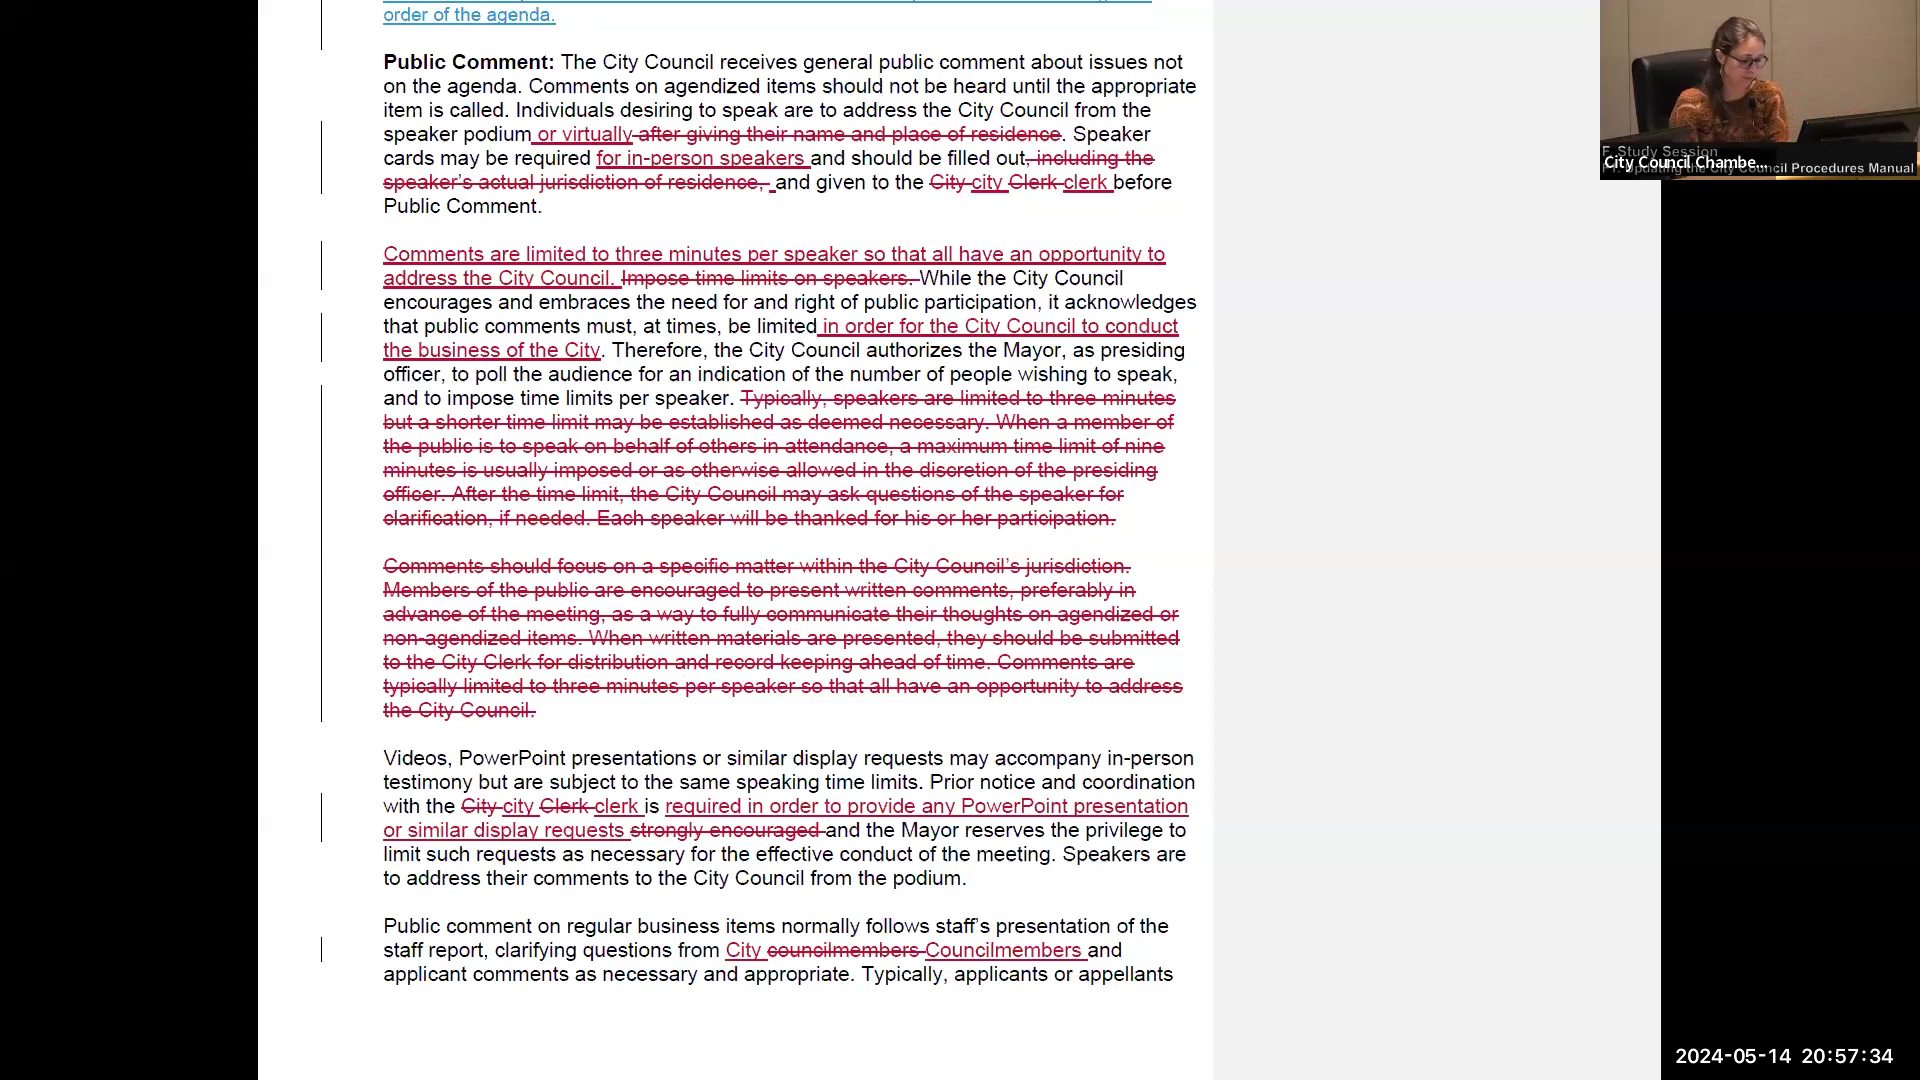 order of the agenda.
Public Comment: The City Council receives general public comment about issues not
on the agenda. Comments on agendized items should not be heard until the appropriate
item is called. Individuals desiring to speak are to address the City Council from the
speaker podium or virtually after giving their name and place of residence. Speaker
cards may be required for in-person speakers and should be filled out, including the
speaker's actual jurisdiction of residence, and given to the City city Clerk clerk before
Public Comment.
Comments are limited to three minutes per speaker so that all have an opportunity to
address the City Council. Impose time limits on speakers. While the City Council
encourages and embraces the need for and right of public participation, it acknowledges
that public comments must, at times, be limited in order for the City Council to conduct
the business of the City. Therefore, the City Council authorizes the Mayor, as presiding
officer, to poll the audience for an indication of the number of people wishing to speak,
and to impose time limits per speaker. Typically, speakers are limited to three minutes
but a shorter time limit may be established as deemed necessary. When a member of
the public is to speak on behalf of others in attendance, a maximum time limit of nine
minutes is usually imposed or as otherwise allowed in the discretion of the presiding
officer. After the time limit, the City Council may ask questions of the speaker for
clarification, if needed. Each speaker will be thanked for his or her participation.
Comments should focus on a specific matter within the City Council's jurisdiction.
Members of the public are encouraged to present written comments, preferably in
advance of the meeting, as a way to fully communicate their thoughts on agendized or
non-agendized items. When written materials are presented, they should be submitted
to the City Clerk for distribution and record keeping ahead of time. Comments are
typically limited to three minutes per speaker so that all have an opportunity to address
the City Council.
Videos, PowerPoint presentations or similar display requests may accompany in-person
testimony but are subject to the same speaking time limits. Prior notice and coordination
with the City city Clerk clerk is required in order to provide any PowerPoint presentation
or similar display requests strongly encouraged and the Mayor reserves the privilege to
limit such requests as necessary for the effective conduct of the meeting. Speakers are
to address their comments to the City Council from the podium.
Public comment on regular business items normally follows staff's presentation of the
staff report, clarifying questions from City councilmembers Councilmembers and
applicant comments as necessary and appropriate. Typically, applicants or appellants
F. Study Session
City Council Chambe...
Updating the City Council Procedures Manual
2024-05-14 20:57:34